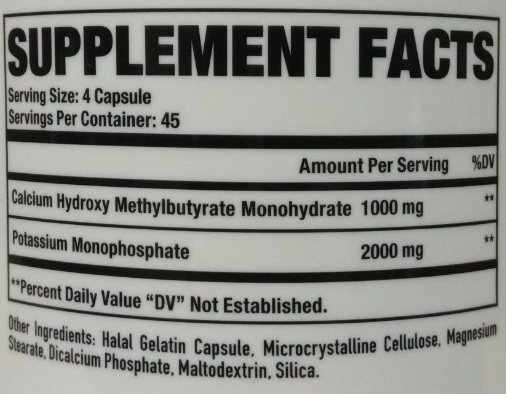 SUPPLEMENT FACTS
Serving Size: 4 Capsule
Servings Per Container: 45
Amount Per Serving %DV
Calcium Hydroxy Methylbutyrate Monohydrate 1000 mg **
Potassium Monophosphate 2000 mg **
**Percent Daily Value “DV” Not Established.
Other Ingredients: Halal Gelatin Capsule, Microcrystalline Cellulose, Magnesium
Stearate, Dicalcium Phosphate, Maltodextrin, Silica.